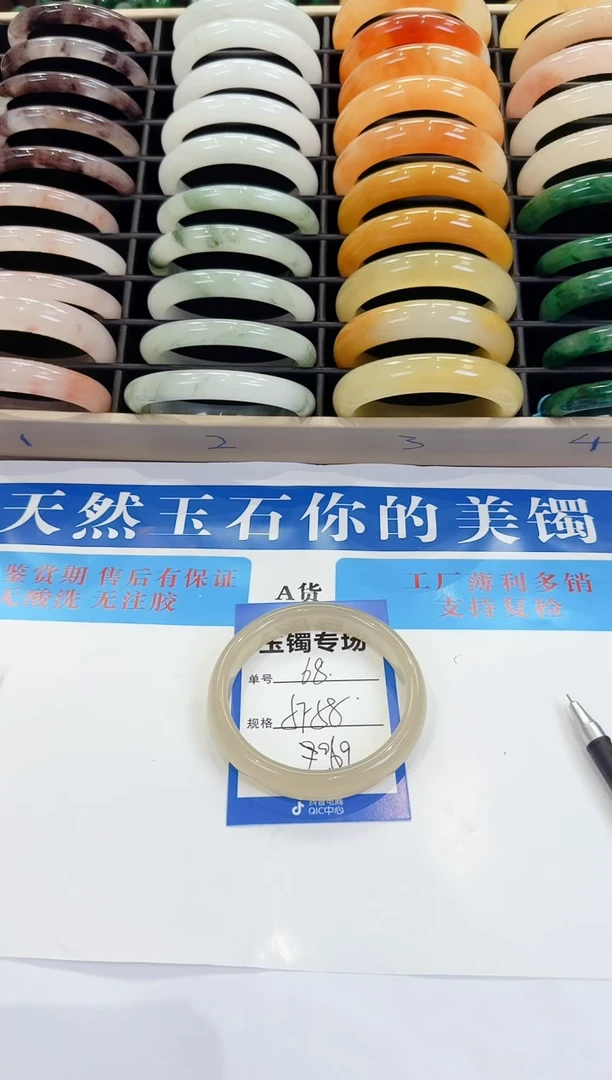 1 2 3 4
天然玉石你的美镯
鉴赏期 售后有保证
无酸洗 无注胶
A货
工厂薄利多销
支持复检
玉镯专场
单号 68.
规格
抖音电商
QIC中心